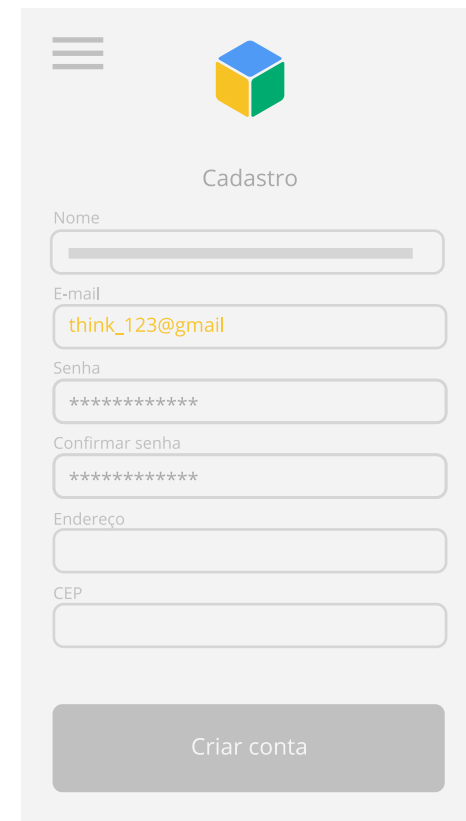 Cadastro
Nome
E-mail
think_123@gmail
Senha
************
Confirmar senha
************
Endereço
CEP
Criar conta